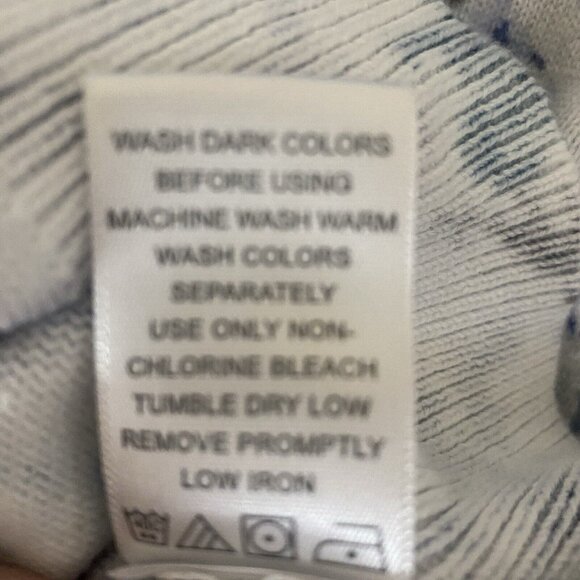 WASH DARK COLORS
BEFORE USING
MACHINE WASH WARM
WASH COLORS
SEPARATELY
USE ONLY NON-
CHLORINE BLEACH
TUMBLE DRY LOW
REMOVE PROMPTLY
LOW IRON